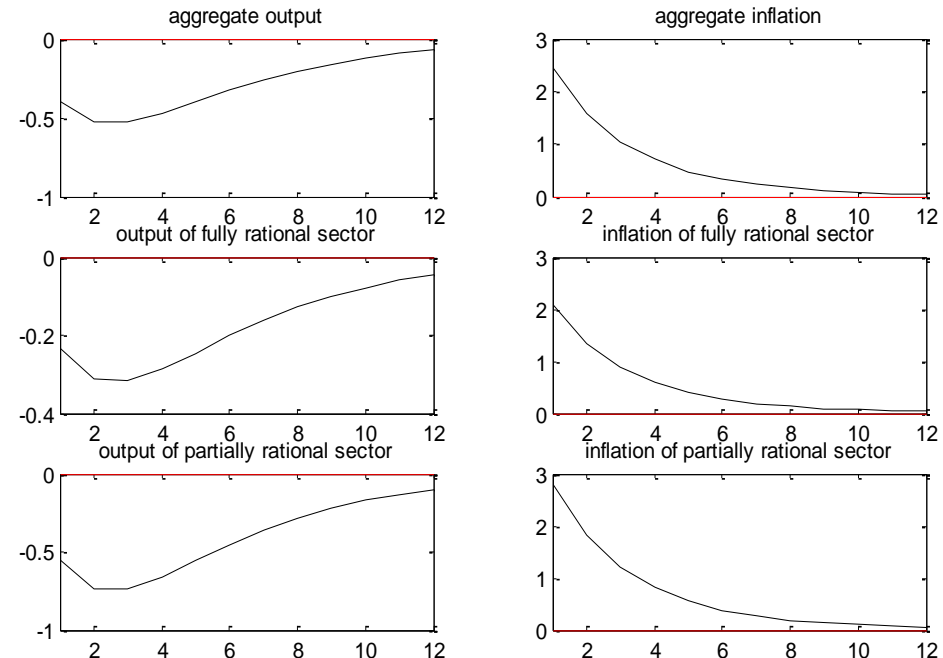 aggregate output
0
-0.5
-1
2 4 6 8 10 12
aggregate inflation
3
2
1
0
2 4 6 8 10 12
output of fully rational sector
0
-0.2
-0.4
2 4 6 8 10 12
inflation of fully rational sector
3
2
1
0
2 4 6 8 10 12
output of partially rational sector
0
-0.5
-1
2 4 6 8 10 12
inflation of partially rational sector
3
2
1
0
2 4 6 8 10 12